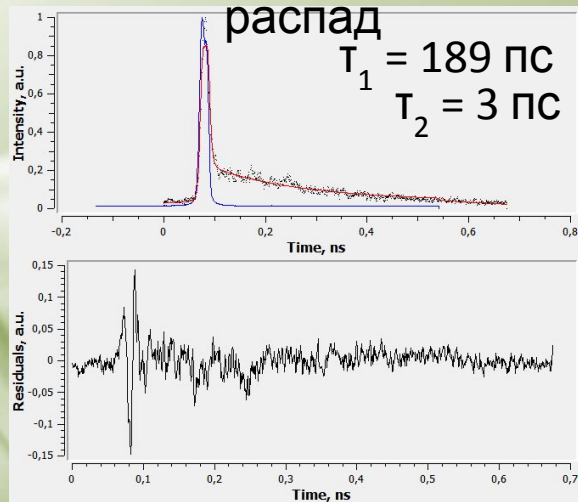 распад
τ1 = 189 пс
τ2 = 3 пс
Intensity, a.u.
1
0,8
0,6
0,4
0,2
0
-0,2 0 0,2 0,4 0,6 0,8
Time, ns
Residuals, a.u.
0,15
0,1
0,05
0
-0,05
-0,1
-0,15
0 0,1 0,2 0,3 0,4 0,5 0,6 0,7
Time, ns